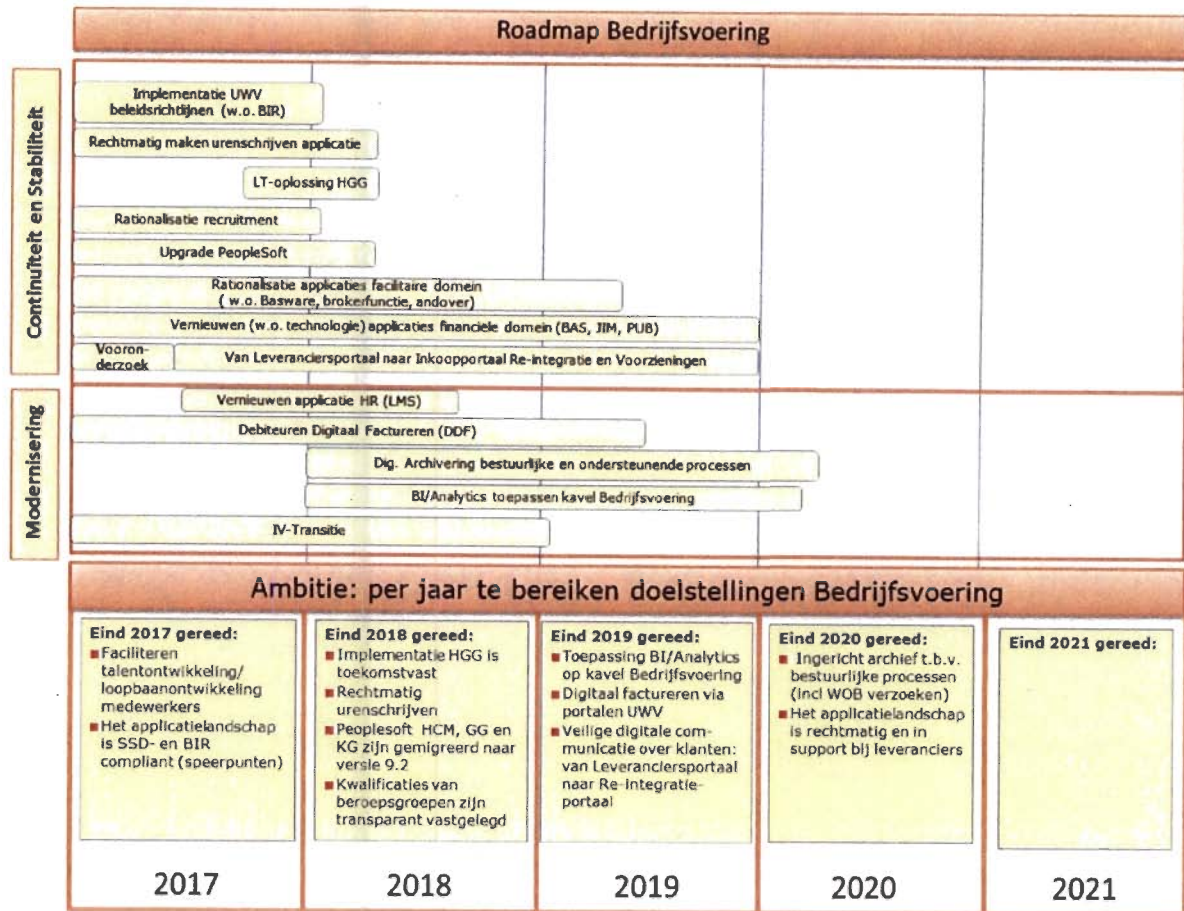 Roadmap Bedrijfsvoering
Continuïteit en Stabiliteit
Implementatie UWV
beleidsrichtlijnen (w.o. BIR)
Rechtmatig maken urenschrijven applicatie
LT-oplossing HGG
Rationalisatie recruitment
Upgrade PeopleSoft
Rationalisatie applicaties facilitaire domein
( w.o. Basware, brokerfunctie, andover)
Vernieuwen (w.o. technologie) applicaties financiële domein (BAS, JIM, PUB)
Vooron-
derzoek
Van Leveranciersportaal naar Inkoopportaal Re-integratie en Voorzieningen
Modernisering
Vernieuwen applicatie HR (LMS)
Debiteuren Digitaal Factureren (DDF)
Dig. Archivering bestuurlijke en ondersteunende processen
BI/Analytics toepassen kavel Bedrijfsvoering
IV-Transitie
Ambitie: per jaar te bereiken doelstellingen Bedrijfsvoering
Eind 2017 gereed:
Faciliteren
talentontwikkeling/
loopbaanontwikkeling
medewerkers
Het applicatielandschap
is SSD- en BIR
compliant (speerpunten)
Eind 2018 gereed:
Implementatie HGG is
toekomstvast
Rechtmatig
urenschrijven
Peoplesoft HCM, GG en
KG zijn gemigreerd naar
versie 9.2
Kwalificaties van
beroepsgroepen zijn
transparant vastgelegd
Eind 2019 gereed:
Toepassing BI/Analytics
op kavel Bedrijfsvoering
Digitaal factureren via
portalen UWV
Veilige digitale com-
municatie over klanten:
van Leveranciersportaal
naar Re-integratie-
portaal
Eind 2020 gereed:
Ingericht archief t.b.v.
bestuurlijke processen
(incl WOB verzoeken)
Het applicatielandschap
is rechtmatig en in
support bij leveranciers
Eind 2021 gereed:
2017
2018
2019
2020
2021